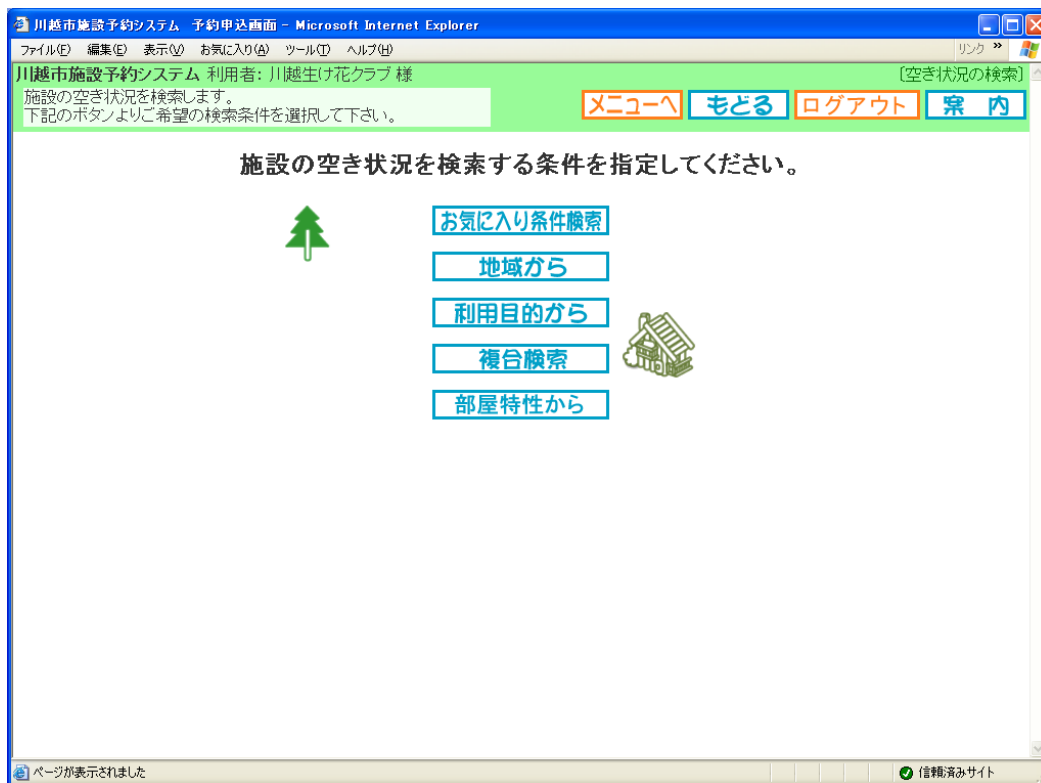 川越市施設予約システム 予約申込画面 - Microsoft Internet Explorer
ファイル(F) 編集(E) 表示(V) お気に入り(A) ツール(T) ヘルプ(H) リンク »
川越市施設予約システム 利用者: 川越生け花クラブ 様 [空き状況の検索]
施設の空き状況を検索します。
下記のボタンよりご希望の検索条件を選択して下さい。
メニューへ もどる ログアウト 案 内
施設の空き状況を検索する条件を指定してください。
お気に入り条件検索
地域から
利用目的から
複合検索
部屋特性から
ページが表示されました 信頼済みサイト